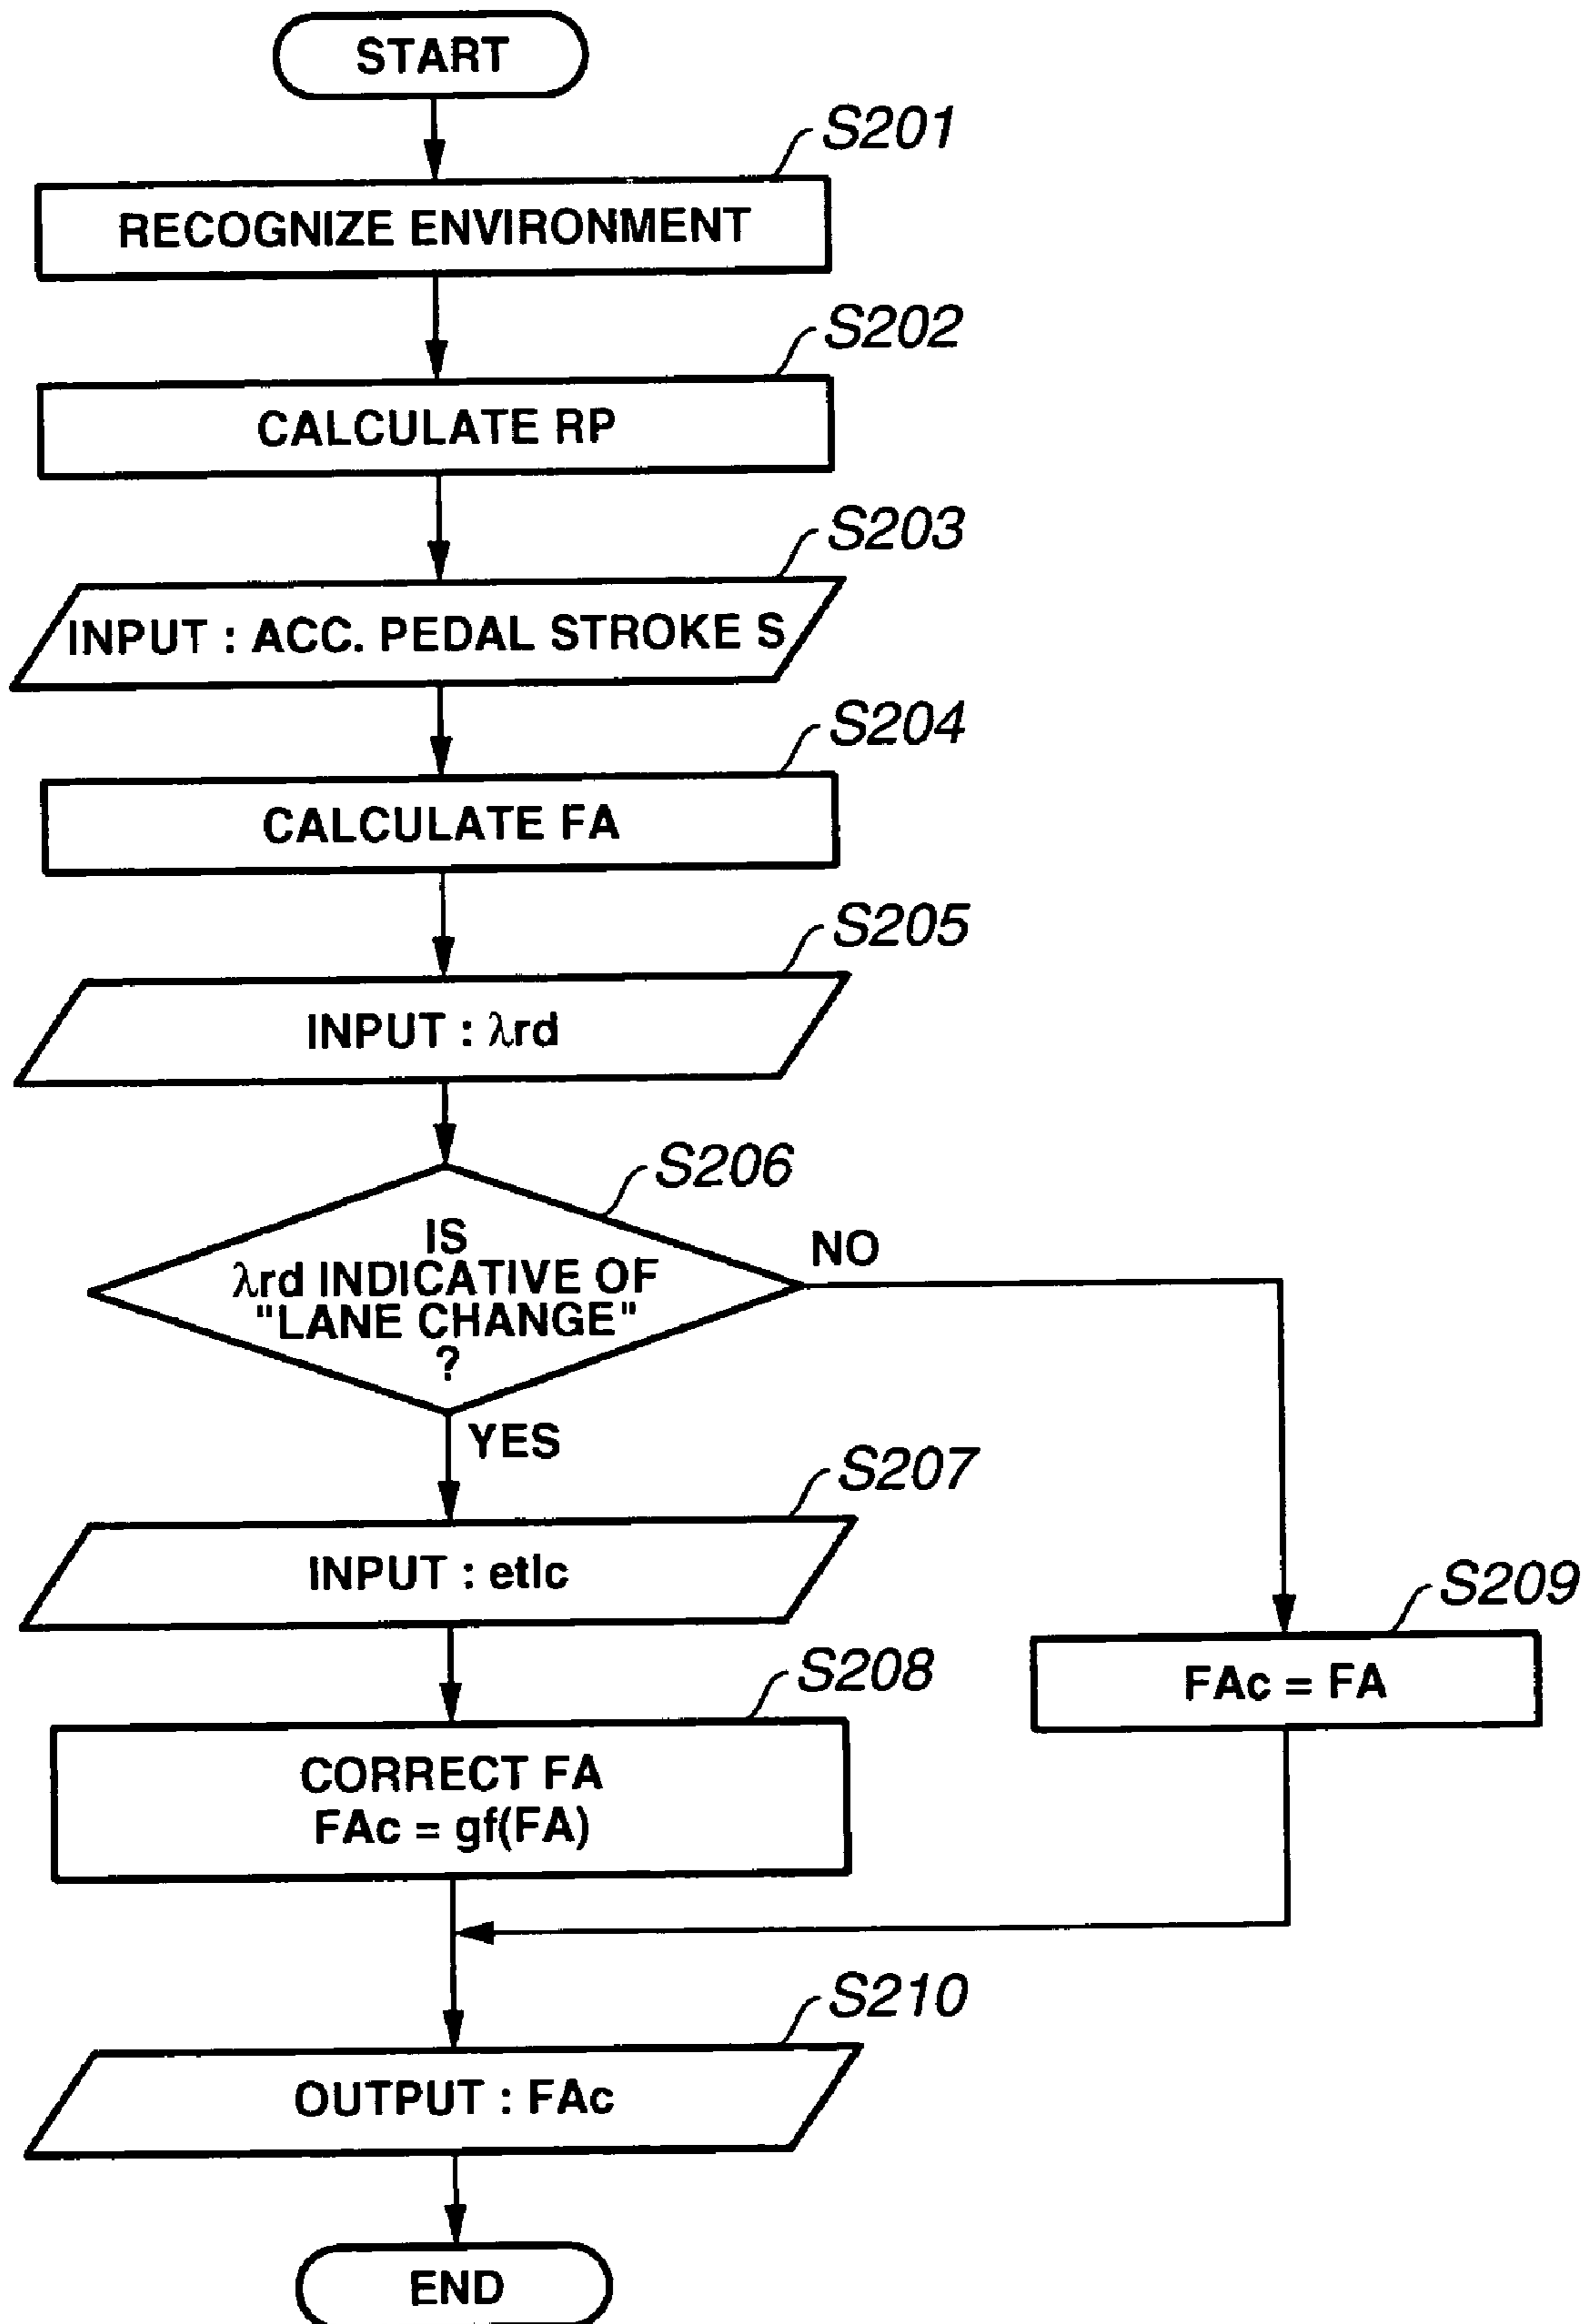 START
S201
RECOGNIZE ENVIRONMENT
S202
CALCULATE RP
S203
INPUT : ACC. PEDAL STROKE S
S204
CALCULATE FA
S205
INPUT : λrd
S206
IS
λrd INDICATIVE OF
"LANE CHANGE"
?
NO
YES
S207
INPUT : etlc
S209
FAc = FA
S208
CORRECT FA
FAc = gf(FA)
S210
OUTPUT : FAc
END